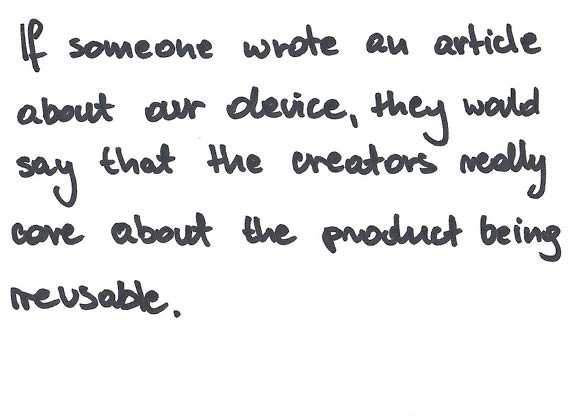 If someone wrote an article
about our device, they would
say that the creators really
care about the product being
reusable.